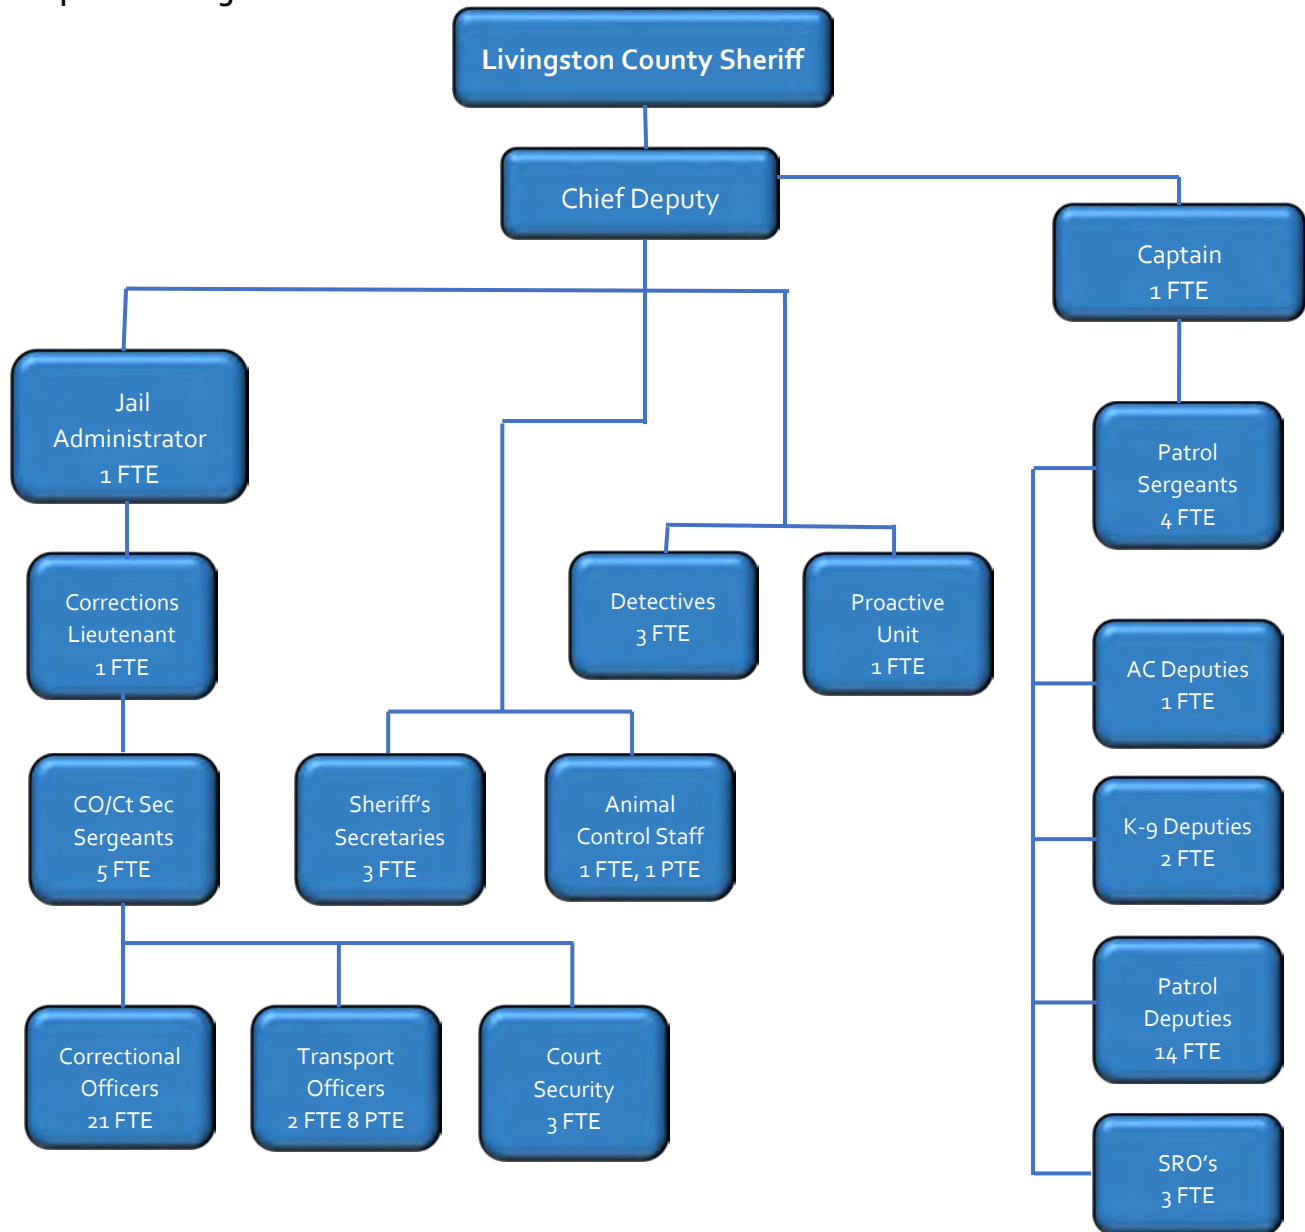 Livingston County Sheriff
Chief Deputy
Captain
1 FTE
Jail
Administrator
1 FTE
Patrol
Sergeants
4 FTE
Corrections
Lieutenant
1 FTE
Detectives
3 FTE
Proactive
Unit
1 FTE
AC Deputies
1 FTE
CO/Ct Sec
Sergeants
5 FTE
Sheriff's
Secretaries
3 FTE
Animal
Control Staff
1 FTE, 1 PTE
K-9 Deputies
2 FTE
Patrol
Deputies
14 FTE
Correctional
Officers
21 FTE
Transport
Officers
2 FTE 8 PTE
Court
Security
3 FTE
SRO's
3 FTE